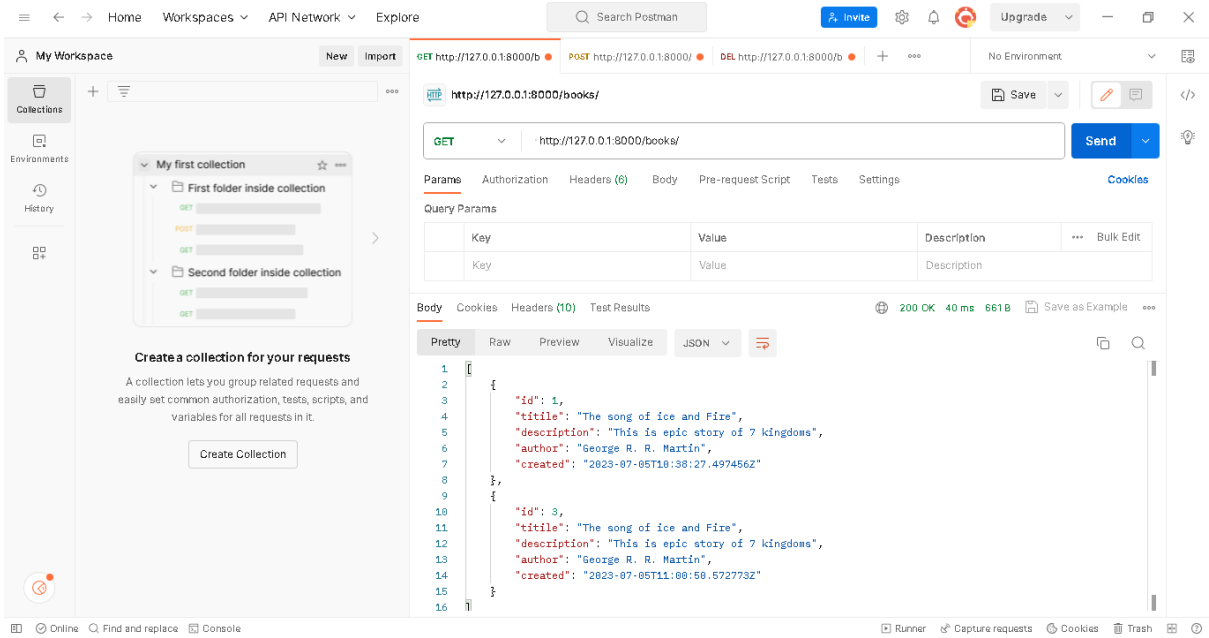 Home Workspaces API Network Explore Search Postman Invite Upgrade
My Workspace New Import GET http://127.0.0.1:8000/b POST http://127.0.0.1:8000/ DEL http://127.0.0.1:8000/b No Environment
Collections
Environments
History
My first collection
First folder inside collection
GET
POST
GET
Second folder inside collection
GET
GET
Create a collection for your requests
A collection lets you group related requests and
easily set common authorization, tests, scripts, and
variables for all requests in it.
Create Collection
HTTP http://127.0.0.1:8000/books/ Save
GET http://127.0.0.1:8000/books/ Send
Params Authorization Headers (6) Body Pre-request Script Tests Settings Cookies
Query Params
Key Value Description Bulk Edit
Key Value Description
Body Cookies Headers (10) Test Results 200 OK 40 ms 661 B Save as Example
Pretty Raw Preview Visualize JSON
1 [
2 {
3 "id": 1,
4 "titile": "The song of ice and Fire",
5 "description": "This is epic story of 7 kingdoms",
6 "author": "George R. R. Martin",
7 "created": "2023-07-05T10:38:27.497456Z"
8 },
9 {
10 "id": 3,
11 "titile": "The song of ice and Fire",
12 "description": "This is epic story of 7 kingdoms",
13 "author": "George R. R. Martin",
14 "created": "2023-07-05T11:00:50.572773Z"
15 }
16 ]
Online Find and replace Console Runner Capture requests Cookies Trash